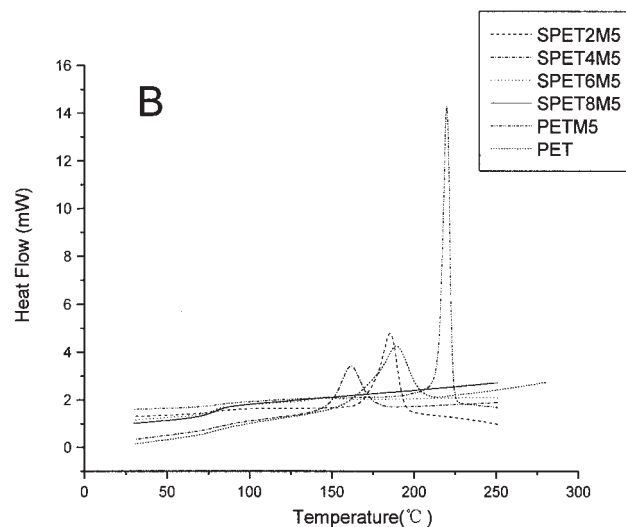 SPET2M5
SPET4M5
SPET6M5
SPET8M5
PETM5
PET
B
16
14
12
10
8
6
4
2
0
Heat Flow (mW)
0 50 100 150 200 250 300
Temperature(℃)